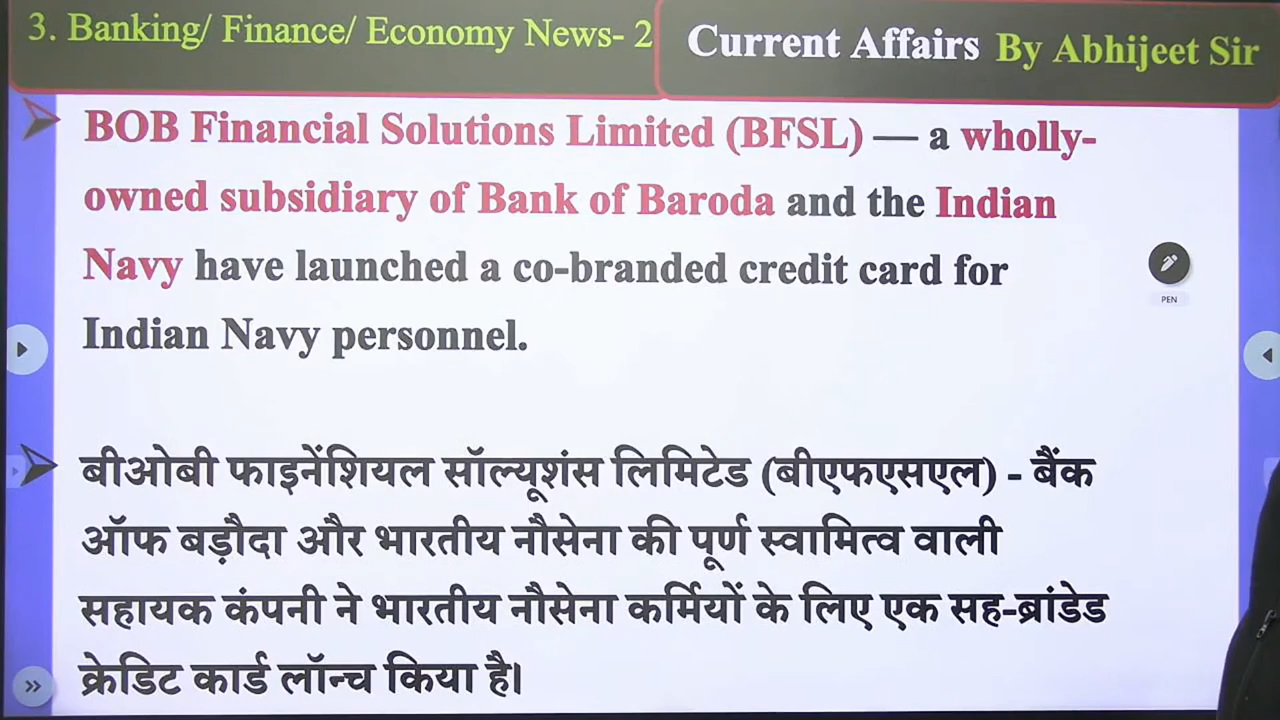 3. Banking/ Finance/ Economy News- 2
Current Affairs By Abhijeet Sir
BOB Financial Solutions Limited (BFSL) — a wholly-
owned subsidiary of Bank of Baroda and the Indian
Navy have launched a co-branded credit card for
Indian Navy personnel.
PEN
बीओबी फाइनेंशियल सॉल्यूशंस लिमिटेड (बीएफएसएल) - बैंक
ऑफ बड़ौदा और भारतीय नौसेना की पूर्ण स्वामित्व वाली
सहायक कंपनी ने भारतीय नौसेना कर्मियों के लिए एक सह-ब्रांडेड
क्रेडिट कार्ड लॉन्च किया है।